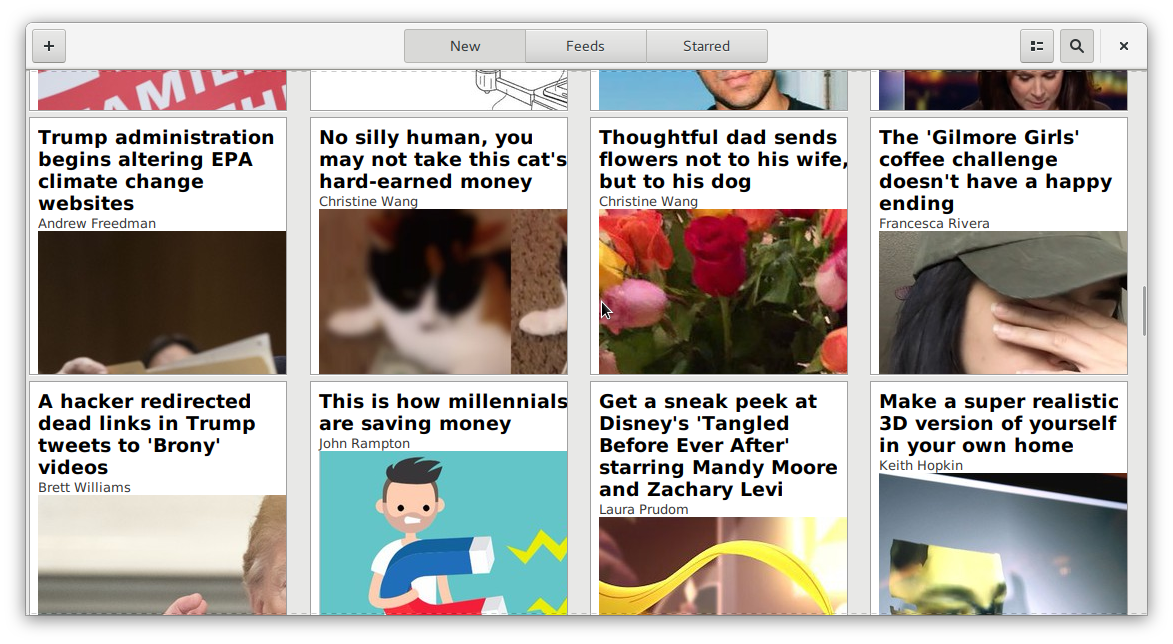 New
Feeds
Starred
Trump administration
begins altering EPA
climate change
websites
Andrew Freedman
No silly human, you
may not take this cat's
hard-earned money
Christine Wang
Thoughtful dad sends
flowers not to his wife,
but to his dog
Christine Wang
The 'Gilmore Girls'
coffee challenge
doesn't have a happy
ending
Francesca Rivera
A hacker redirected
dead links in Trump
tweets to 'Brony'
videos
Brett Williams
This is how millennials
are saving money
John Rampton
Get a sneak peek at
Disney's 'Tangled
Before Ever After'
starring Mandy Moore
and Zachary Levi
Laura Prudom
Make a super realistic
3D version of yourself
in your own home
Keith Hopkin